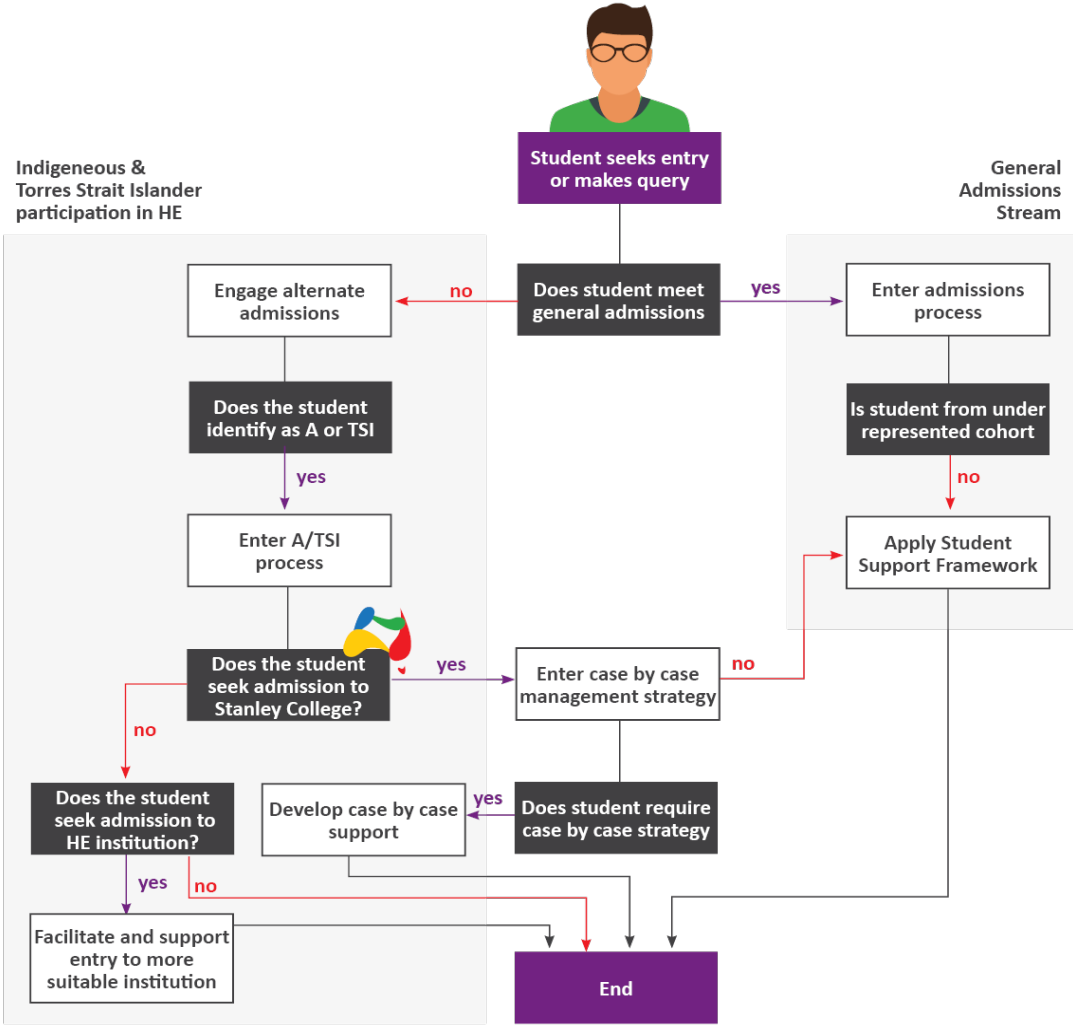 Student seeks entry
or makes query
Indigeneous &
Torres Strait Islander
participation in HE
General
Admissions
Stream
Engage alternate
admissions
no
Does student meet
general admissions
yes
Enter admissions
process
Does the student
identify as A or TSI
Is student from under
represented cohort
yes
no
Enter A/TSI
process
Apply Student
Support Framework
Does the student
seek admission to
Stanley College?
yes
Enter case by case
management strategy
no
no
Does the student
seek admission to
HE institution?
Develop case by case
support
yes
Does student require
case by case strategy
yes
no
Facilitate and support
entry to more
suitable institution
End